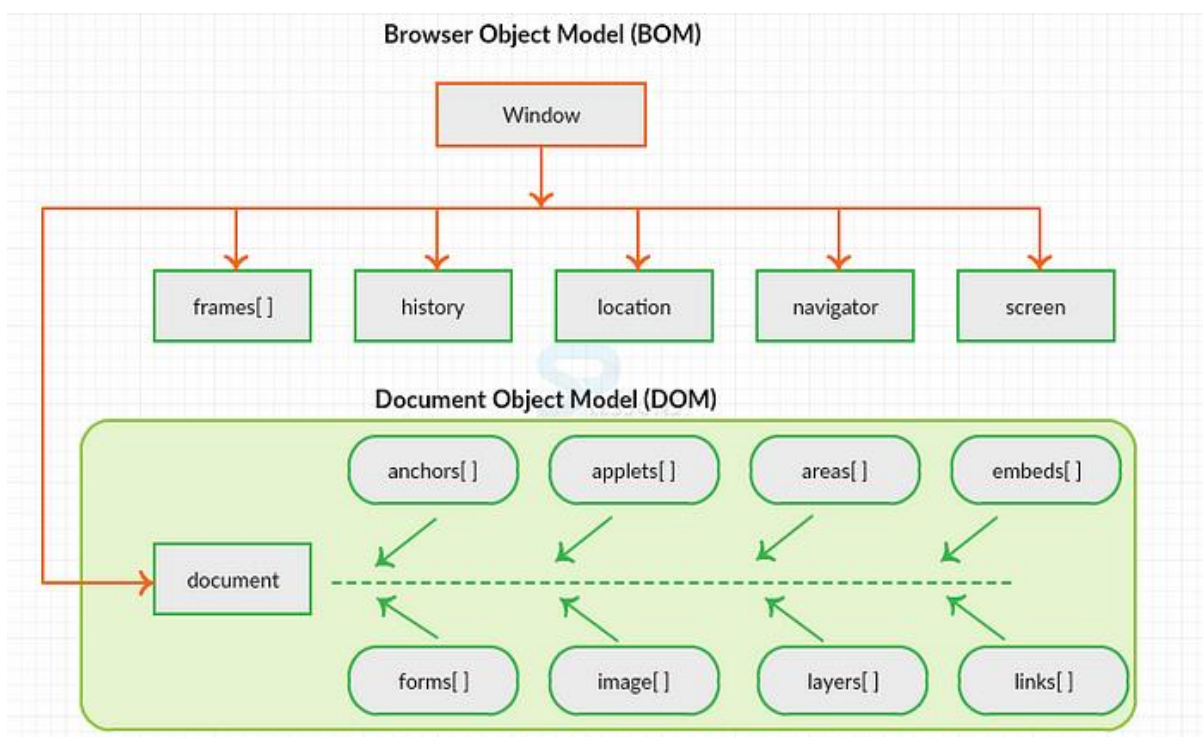 Browser Object Model (BOM)
Window
frames[ ]
history
location
navigator
screen
Document Object Model (DOM)
anchors[ ]
applets[ ]
areas[ ]
embeds[ ]
document
forms[ ]
image[ ]
layers[ ]
links[ ]